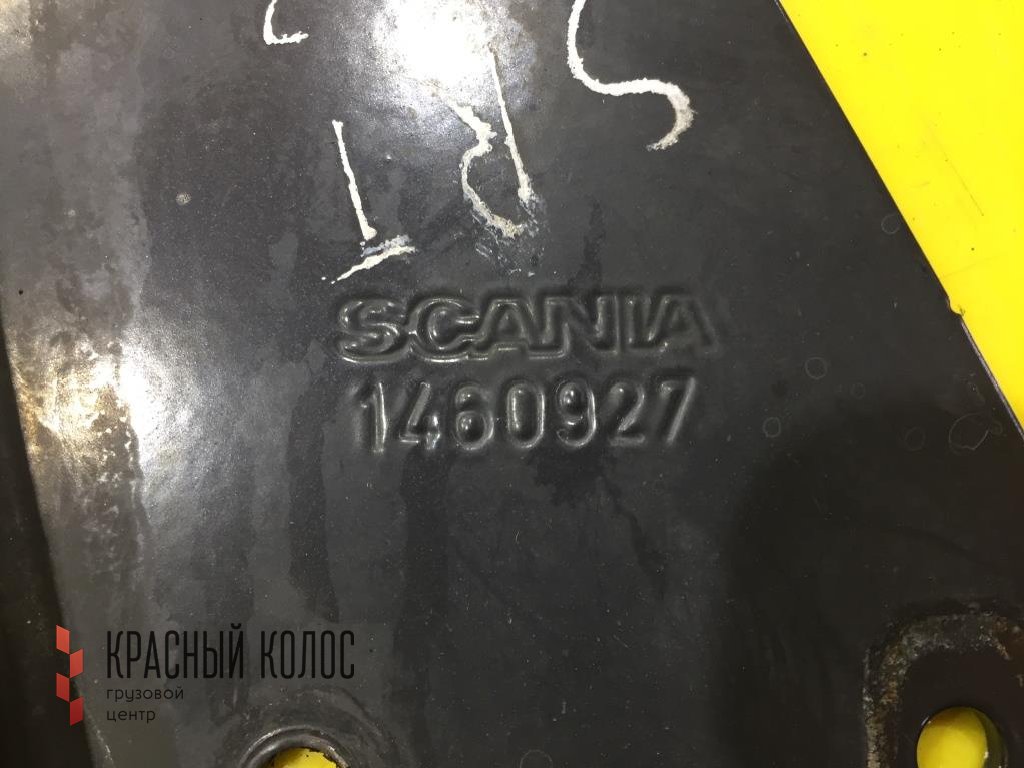 SCANIA
1460927
КРАСНЫЙ КОЛОС
грузовой
центр